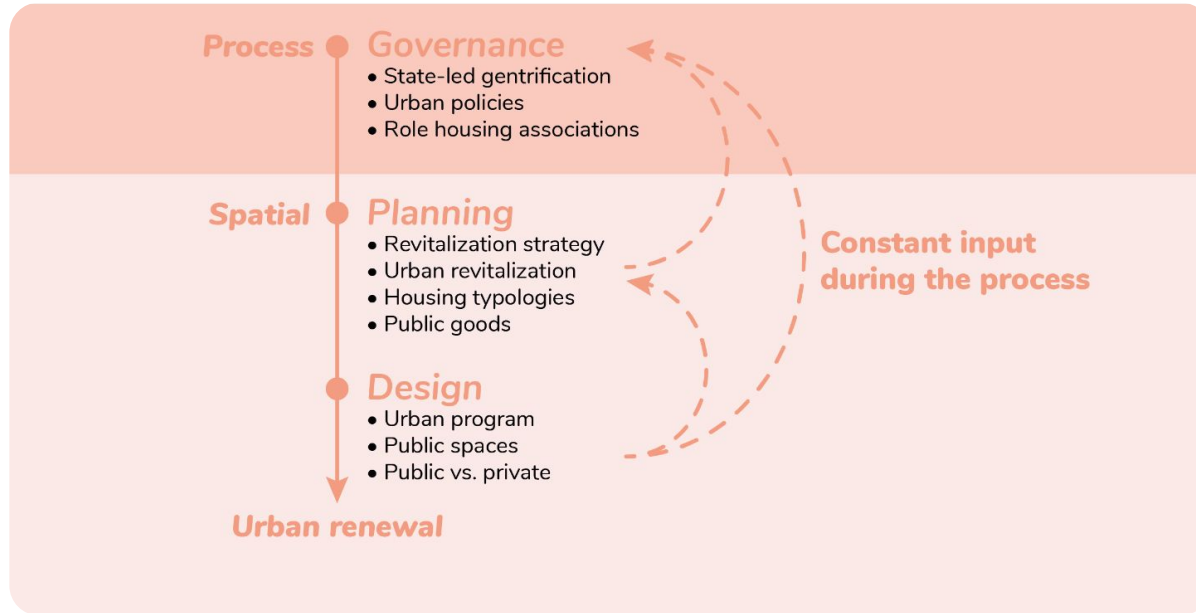 Process
Governance
• State-led gentrification
• Urban policies
• Role housing associations
Spatial
Planning
• Revitalization strategy
• Urban revitalization
• Housing typologies
• Public goods
Constant input
during the process
Design
• Urban program
• Public spaces
• Public vs. private
Urban renewal